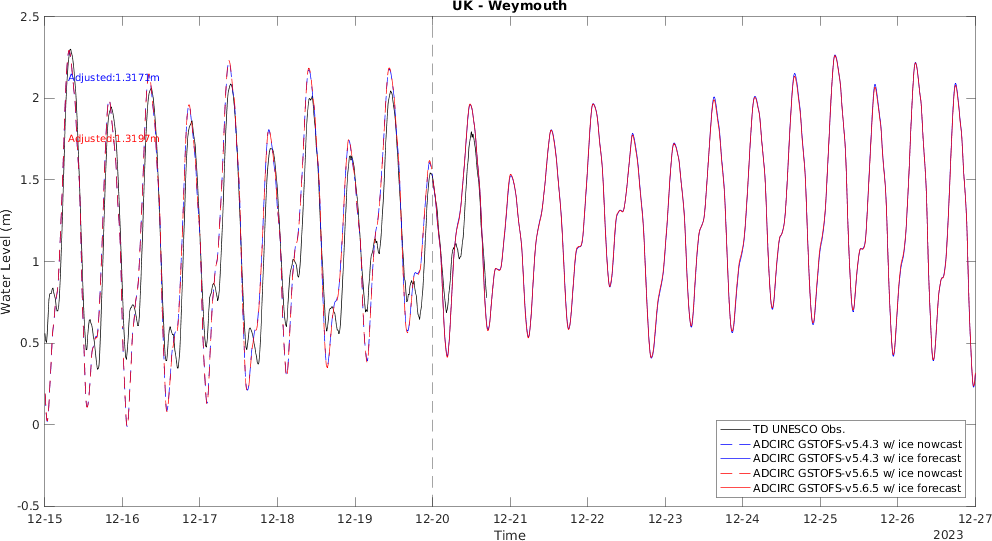 UK - Weymouth
2.5
2
1.5
1
0.5
0
-0.5
Water Level (m)
Adjusted:1.3171m
Adjusted:1.3197m
TD UNESCO Obs.
ADCIRC GSTOFS-v5.4.3 w/ ice nowcast
ADCIRC GSTOFS-v5.4.3 w/ ice forecast
ADCIRC GSTOFS-v5.6.5 w/ ice nowcast
ADCIRC GSTOFS-v5.6.5 w/ ice forecast
12-15 12-16 12-17 12-18 12-19 12-20 12-21 12-22 12-23 12-24 12-25 12-26 12-27
Time
2023